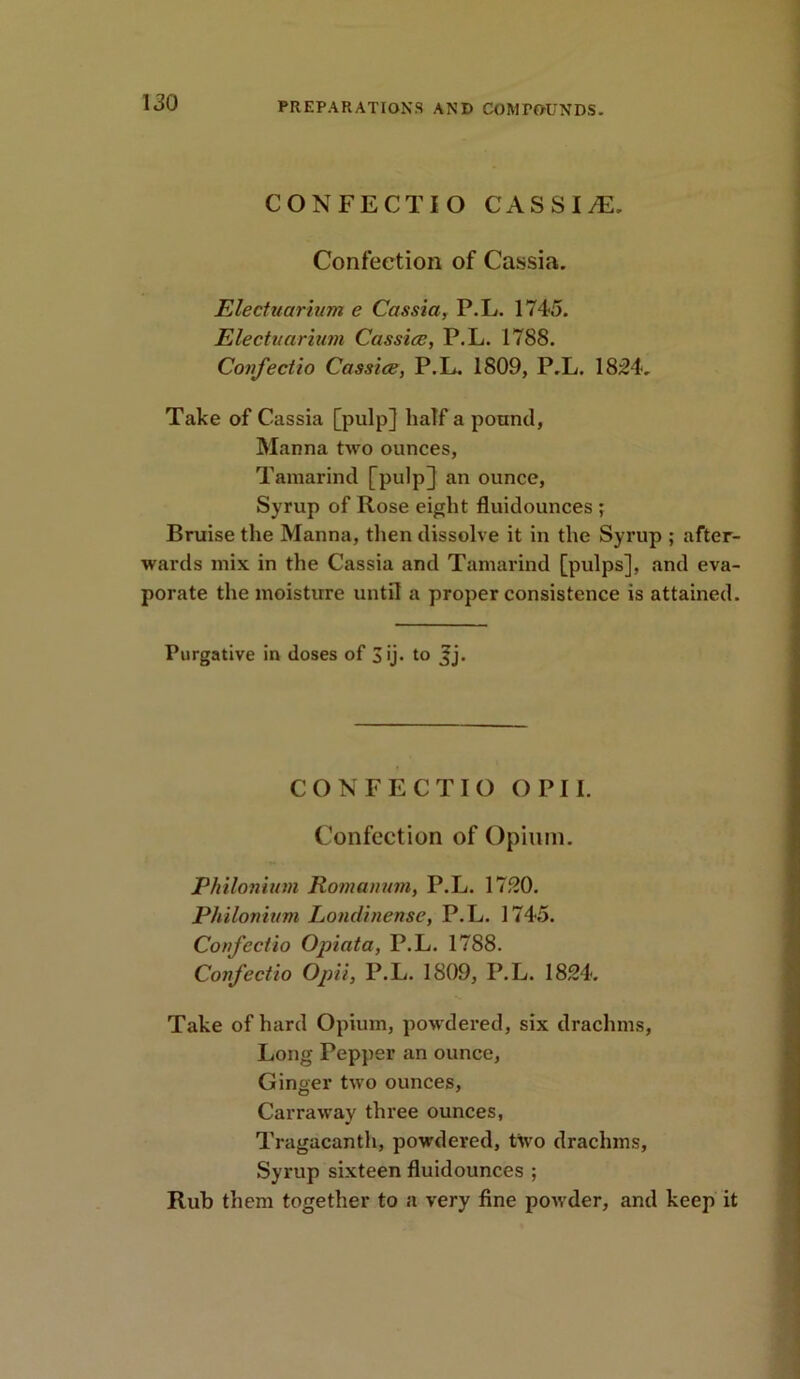 130
PREPARATIONS AND COMPOUNDS.
CONFECTIO CASSIÆ.
Confection of Cassia.
Electuarium e Cassia, P.L. 1745.
Electuarium Cassiæ, P.L. 1788.
Confectio Cassiæ, P.L. 1809, P.L. 1824.
Take of Cassia [pulp] half a pound,
Manna two ounces,
Tamarind [pulp] an ounce,
Syrup of Rose eight fluidounces ;
Bruise the Manna, then dissolve it in the Syrup ; after-
wards mix in the Cassia and Tamarind [pulps], and eva-
porate the moisture until a proper consistence is attained.
Purgative in doses of ʒij. to ℥j.
CONFECTIO OPII.
Confection of Opium.
Philonium Romanum, P.L. 1720.
Philonium Londinense, P.L. 1745.
Confectio Opiata, P.L. 1788.
Confectio Opii, P.L. 1809, P.L. 1824.
Take of hard Opium, powdered, six drachms,
Long Pepper an ounce,
Ginger two ounces,
Carraway three ounces,
Tragacanth, powdered, two drachms,
Syrup sixteen fluidounces ;
Rub them together to a very fine powder, and keep it